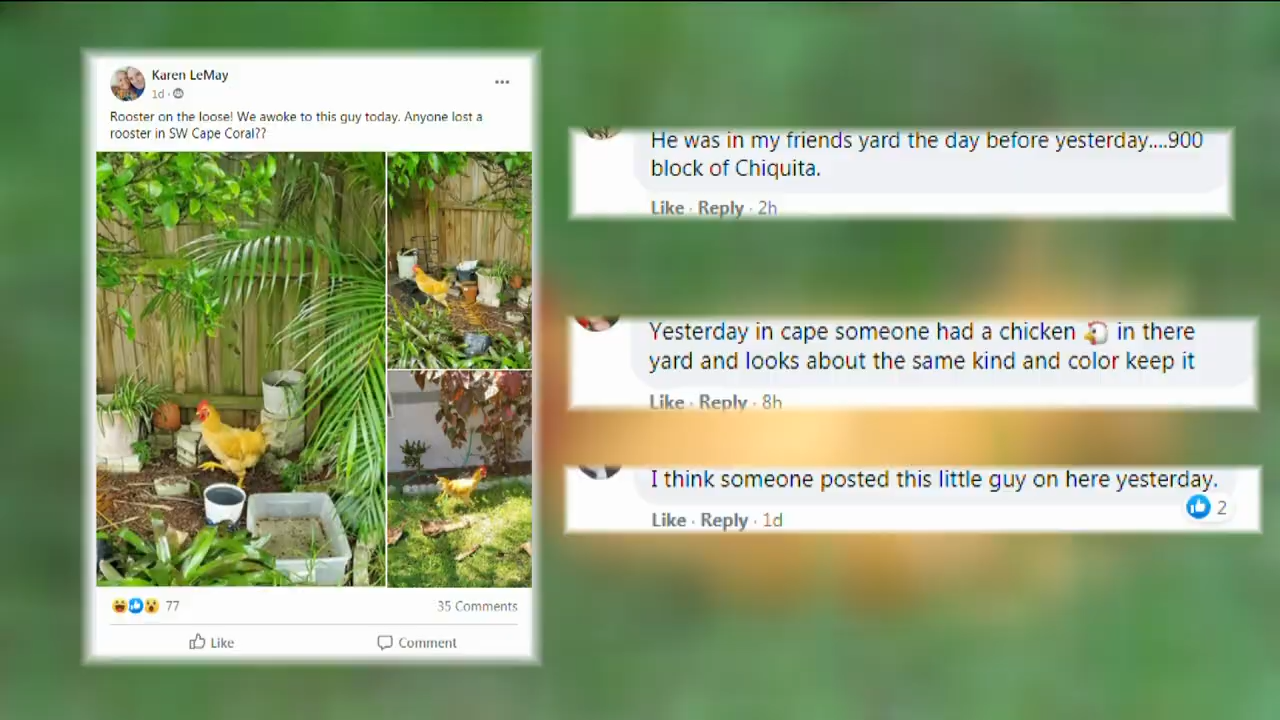 Karen LeMay
1d ·
Rooster on the loose! We awoke to this guy today. Anyone lost a
rooster in SW Cape Coral??
77
35 Comments
Like
Comment
He was in my friends yard the day before yesterday....900
block of Chiquita.
Like · Reply · 2h
Yesterday in cape someone had a chicken 🐔 in there
yard and looks about the same kind and color keep it
Like · Reply · 8h
I think someone posted this little guy on here yesterday.
2
Like · Reply · 1d